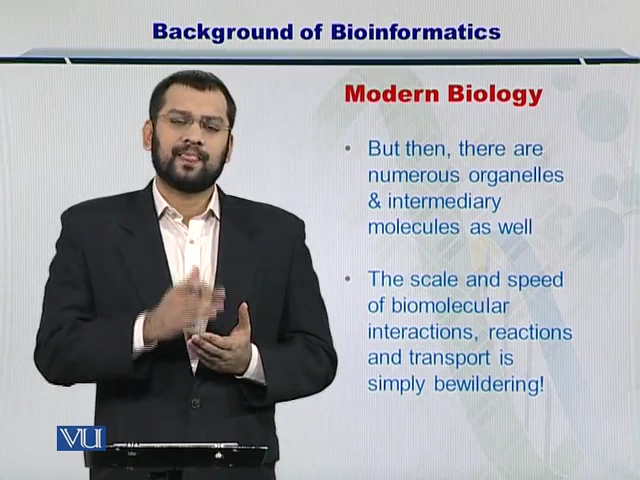 Background of Bioinformatics
Modern Biology
• But then, there are
numerous organelles
& intermediary
molecules as well
• The scale and speed
of biomolecular
interactions, reactions
and transport is
simply bewildering!
VU